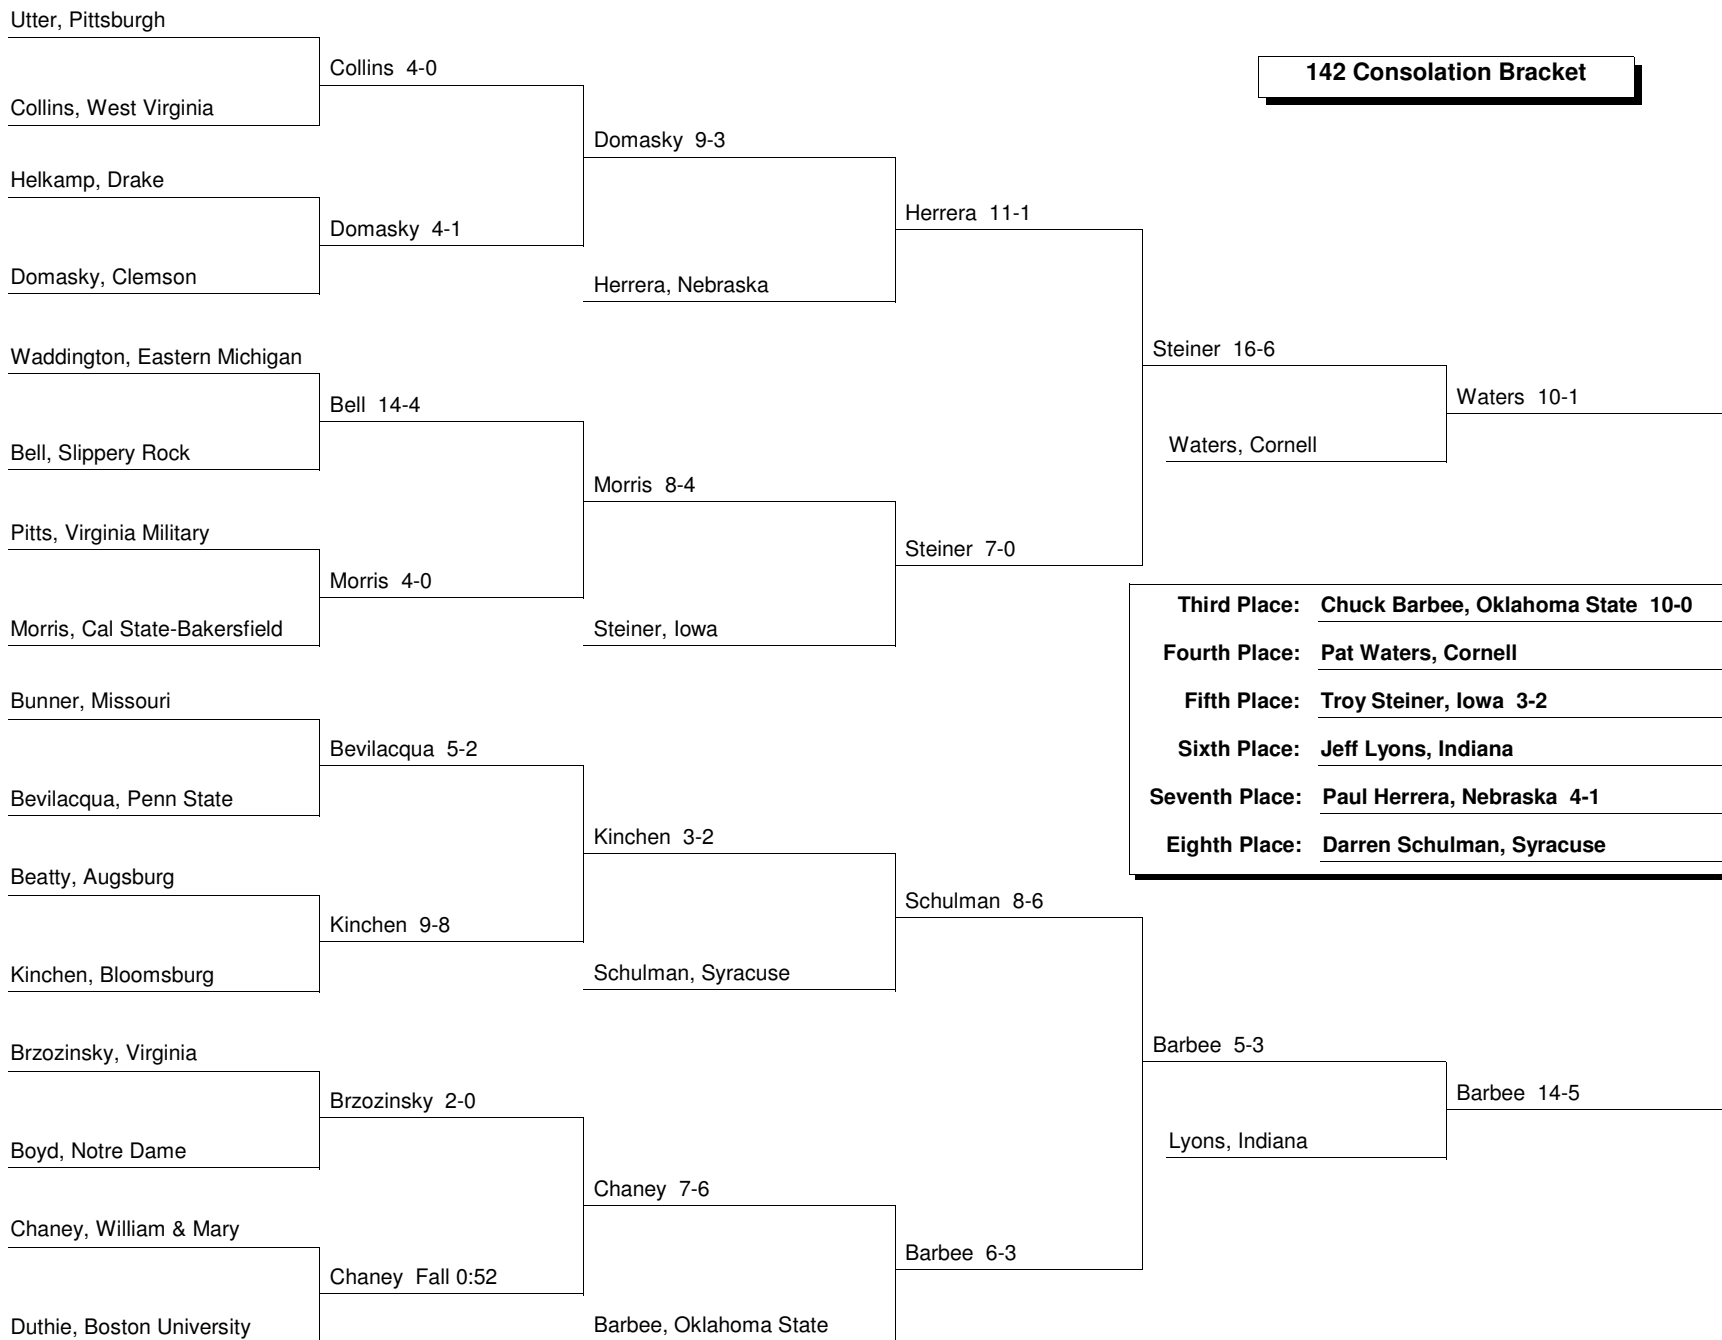 142 Consolation Bracket
Utter, Pittsburgh
Collins, West Virginia
Helkamp, Drake
Domasky, Clemson
Waddington, Eastern Michigan
Bell, Slippery Rock
Pitts, Virginia Military
Morris, Cal State-Bakersfield
Bunner, Missouri
Bevilacqua, Penn State
Beatty, Augsburg
Kinchen, Bloomsburg
Brzozinsky, Virginia
Boyd, Notre Dame
Chaney, William & Mary
Duthie, Boston University
Collins 4-0
Domasky 4-1
Bell 14-4
Morris 4-0
Bevilacqua 5-2
Kinchen 9-8
Brzozinsky 2-0
Chaney Fall 0:52
Domasky 9-3
Herrera, Nebraska
Morris 8-4
Steiner, Iowa
Kinchen 3-2
Schulman, Syracuse
Chaney 7-6
Barbee, Oklahoma State
Herrera 11-1
Steiner 7-0
Schulman 8-6
Barbee 6-3
Steiner 16-6
Waters, Cornell
Barbee 5-3
Lyons, Indiana
Waters 10-1
Barbee 14-5
Third Place: Chuck Barbee, Oklahoma State 10-0
Fourth Place: Pat Waters, Cornell
Fifth Place: Troy Steiner, Iowa 3-2
Sixth Place: Jeff Lyons, Indiana
Seventh Place: Paul Herrera, Nebraska 4-1
Eighth Place: Darren Schulman, Syracuse